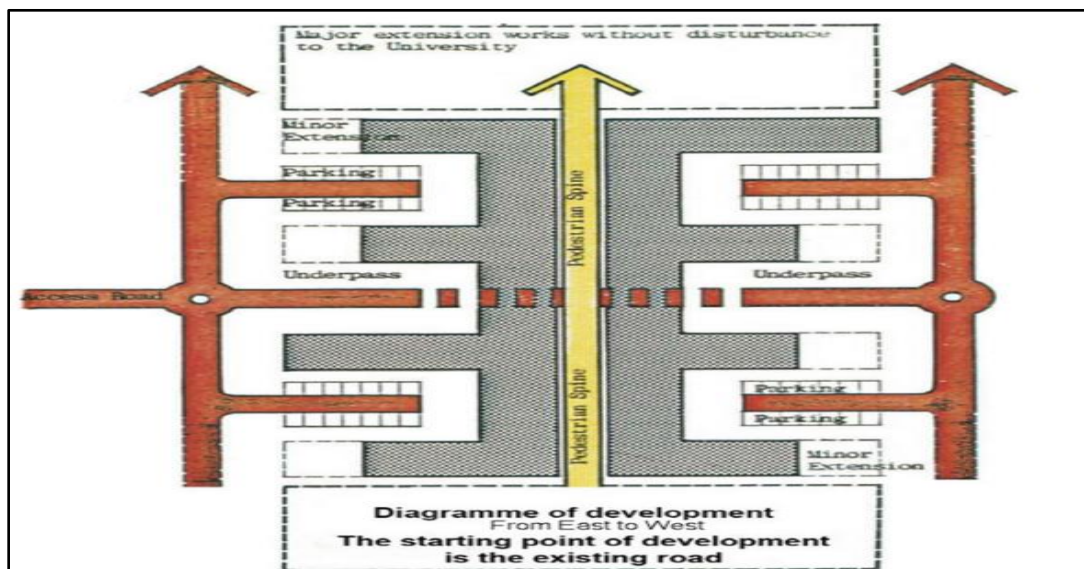 Major extension works without disturbance
to the University
Minor
Extension
Parking
Parking
Pedestrian Spine
Underpass
Underpass
Access Road
Pedestrian Spine
Parking
Parking
Minor
Extension
Diagramme of development
From East to West
The starting point of development
is the existing road